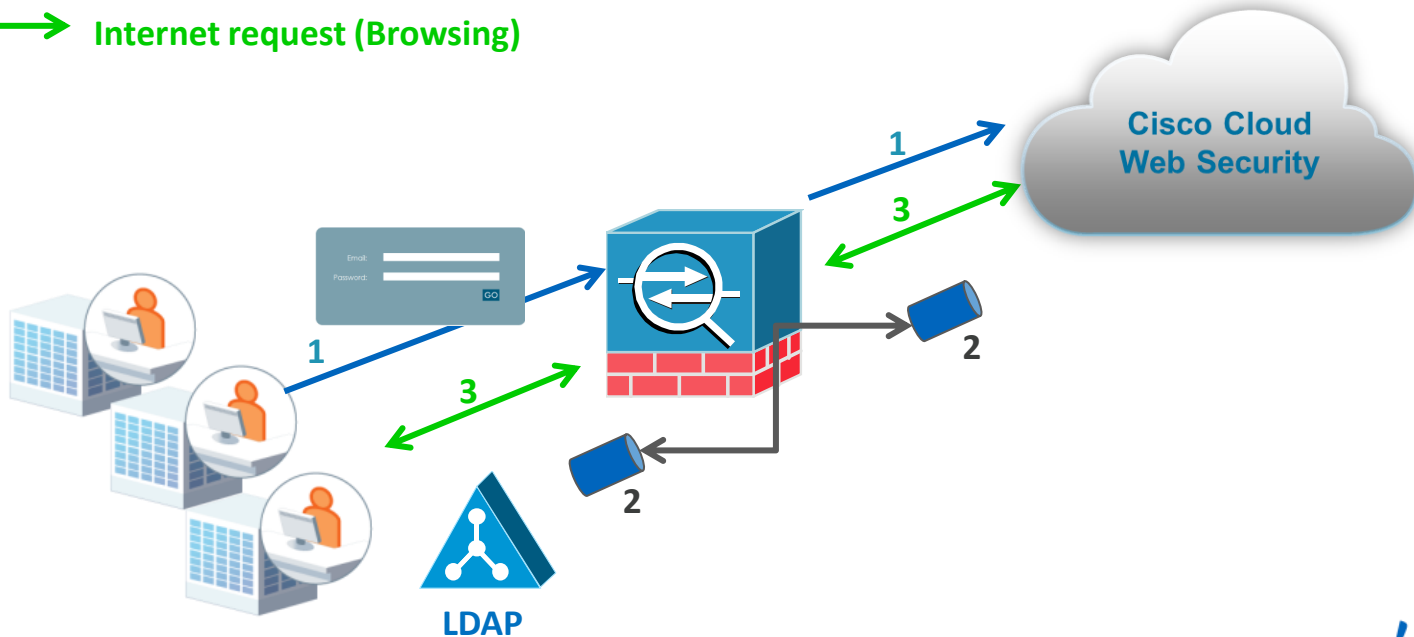 Internet request (Browsing)
Cisco Cloud
Web Security
1
3
Email:
Password:
GO
1
3
2
2
LDAP